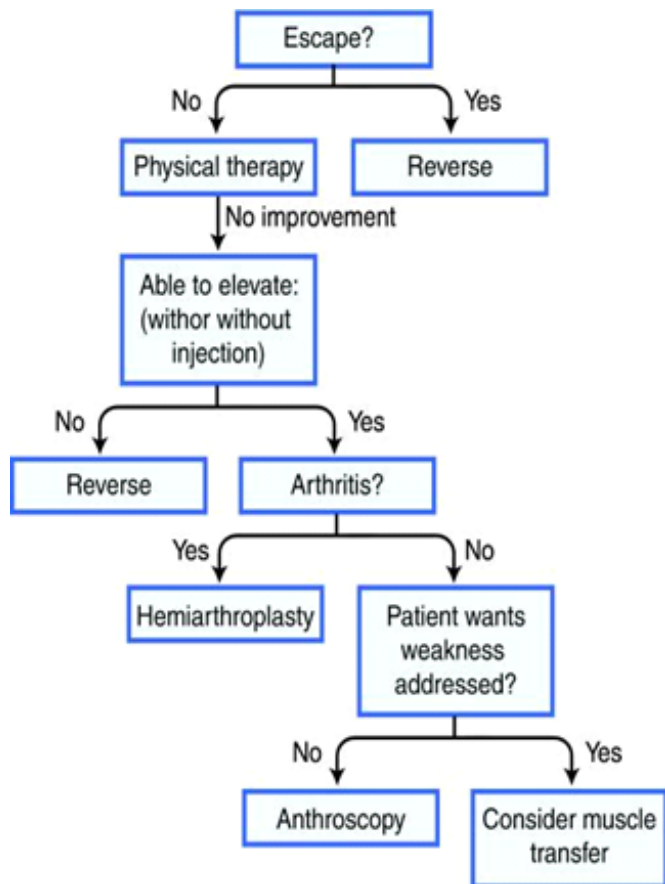 Escape?
No
Yes
Physical therapy
Reverse
No improvement
Able to elevate:
(withor without
injection)
No
Yes
Reverse
Arthritis?
Yes
No
Hemiarthroplasty
Patient wants
weakness
addressed?
No
Yes
Anthroscopy
Consider muscle
transfer